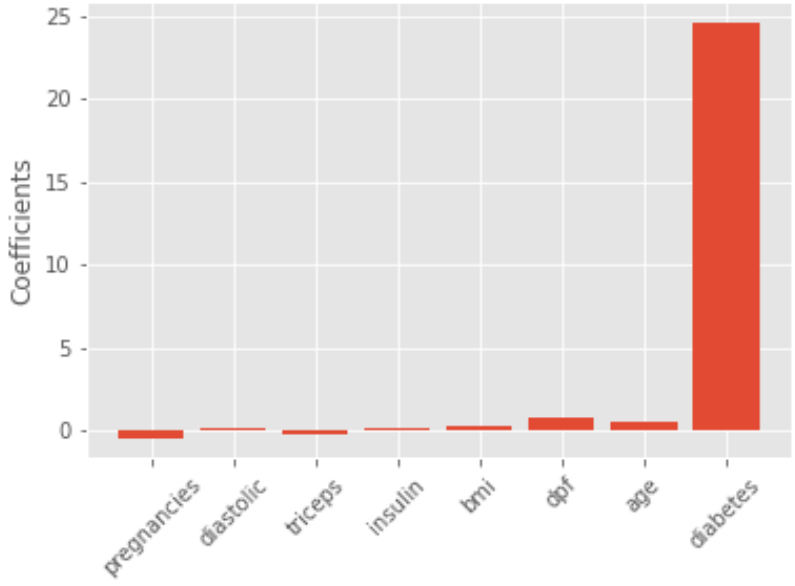 25
20
15
10
5
0
Coefficients
pregnancies
diastolic
triceps
insulin
bmi
dpf
age
diabetes